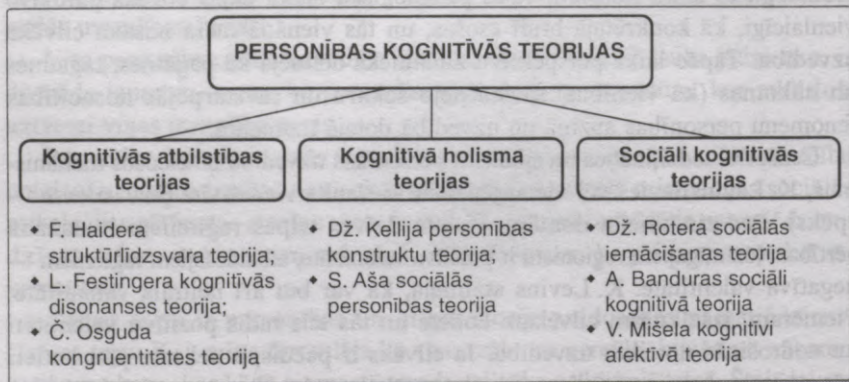 PERSONĪBAS KOGNITĪVĀS TEORIJAS
Kognitīvās atbilstības
teorijas
• F. Haidera
struktūrlīdzsvara teorija;
• L. Festingera kognitīvās
disonances teorija;
• Č. Osguda
kongruentitātes teorija
Kognitīvā holisma
teorijas
• Dž. Kellija personības
konstruktu teorija;
• S. Aša sociālās
personības teorija
Sociāli kognitīvās
teorijas
• Dž. Rotera sociālās
iemācīšanas teorija
• A. Banduras sociāli
kognitīvā teorija
• V. Mišela kognitīvi
afektīvā teorija